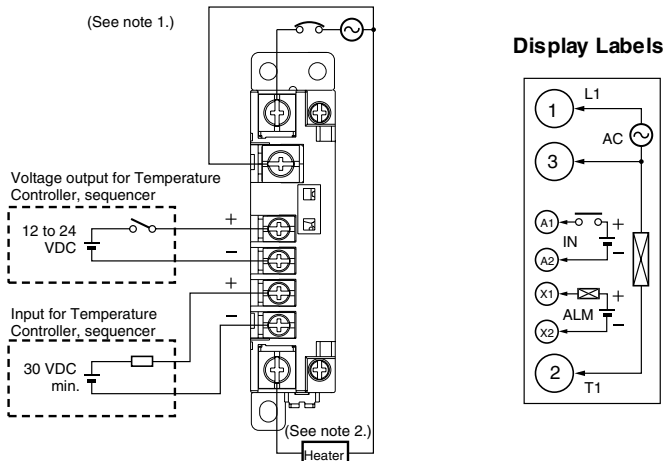 (See note 1.)
Voltage output for Temperature
Controller, sequencer
12 to 24
VDC
+
−
+
−
Input for Temperature
Controller, sequencer
30 VDC
min.
(See note 2.)
Heater
Display Labels
1
L1
AC
3
A1
+
IN
A2
−
X1
+
ALM
X2
−
2
T1